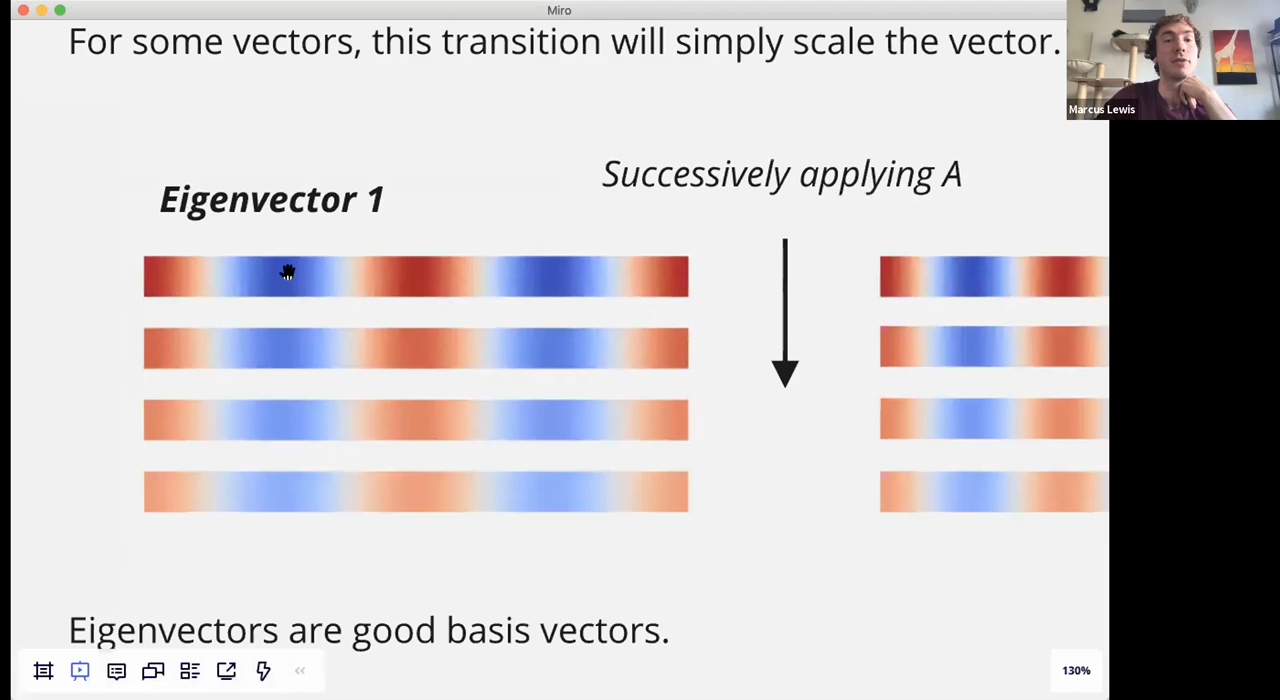 Miro
For some vectors, this transition will simply scale the vector.
Marcus Lewis
Successively applying A
Eigenvector 1
Eigenvectors are good basis vectors.
130%